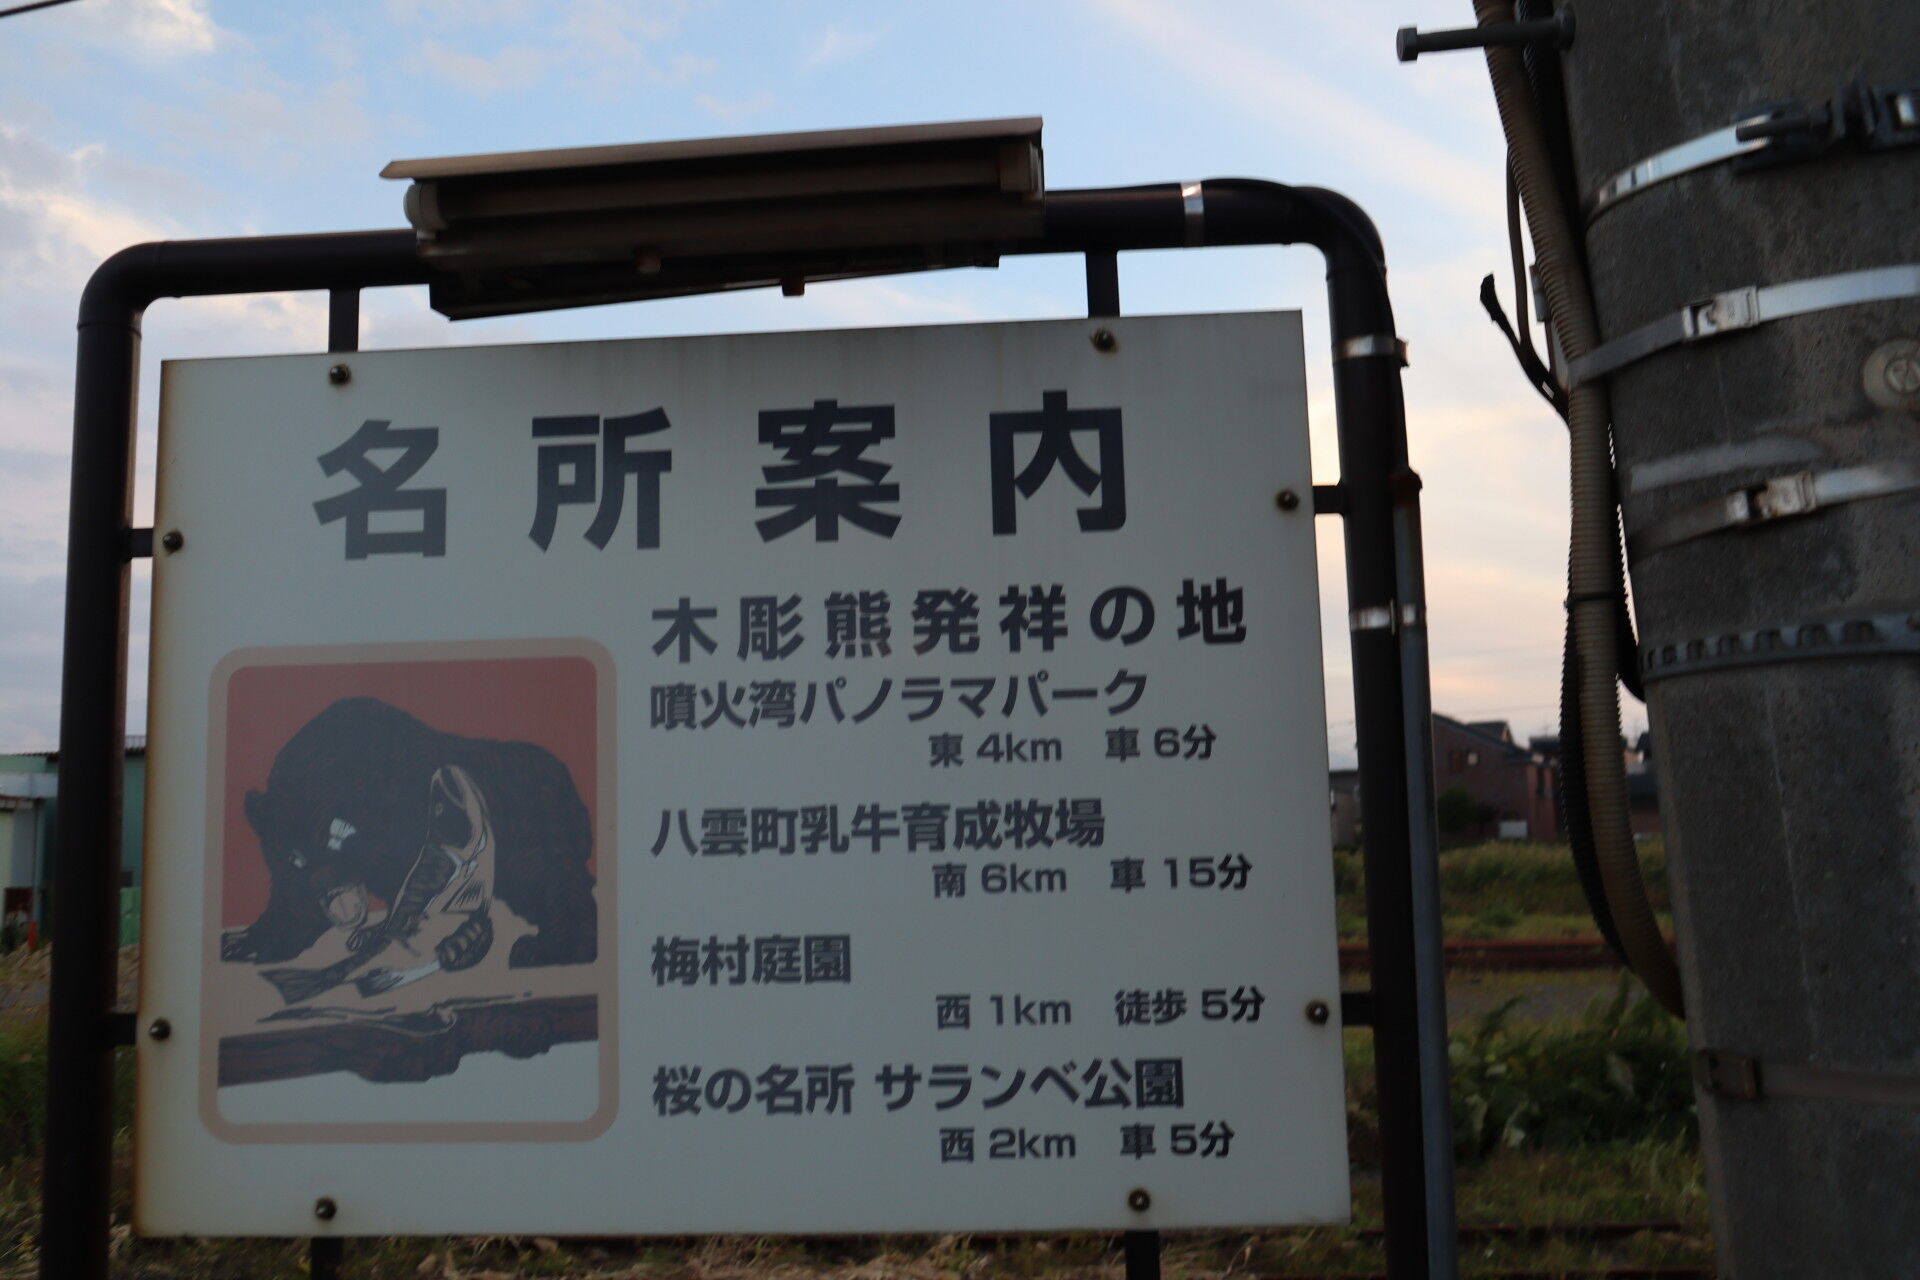 名所案内
木彫熊発祥の地
噴火湾パノラマパーク
東 4km 車 6分
八雲町乳牛育成牧場
南 6km 車 15分
梅村庭園
西 1km 徒歩 5分
桜の名所 サランベ公園
西 2km 車 5分